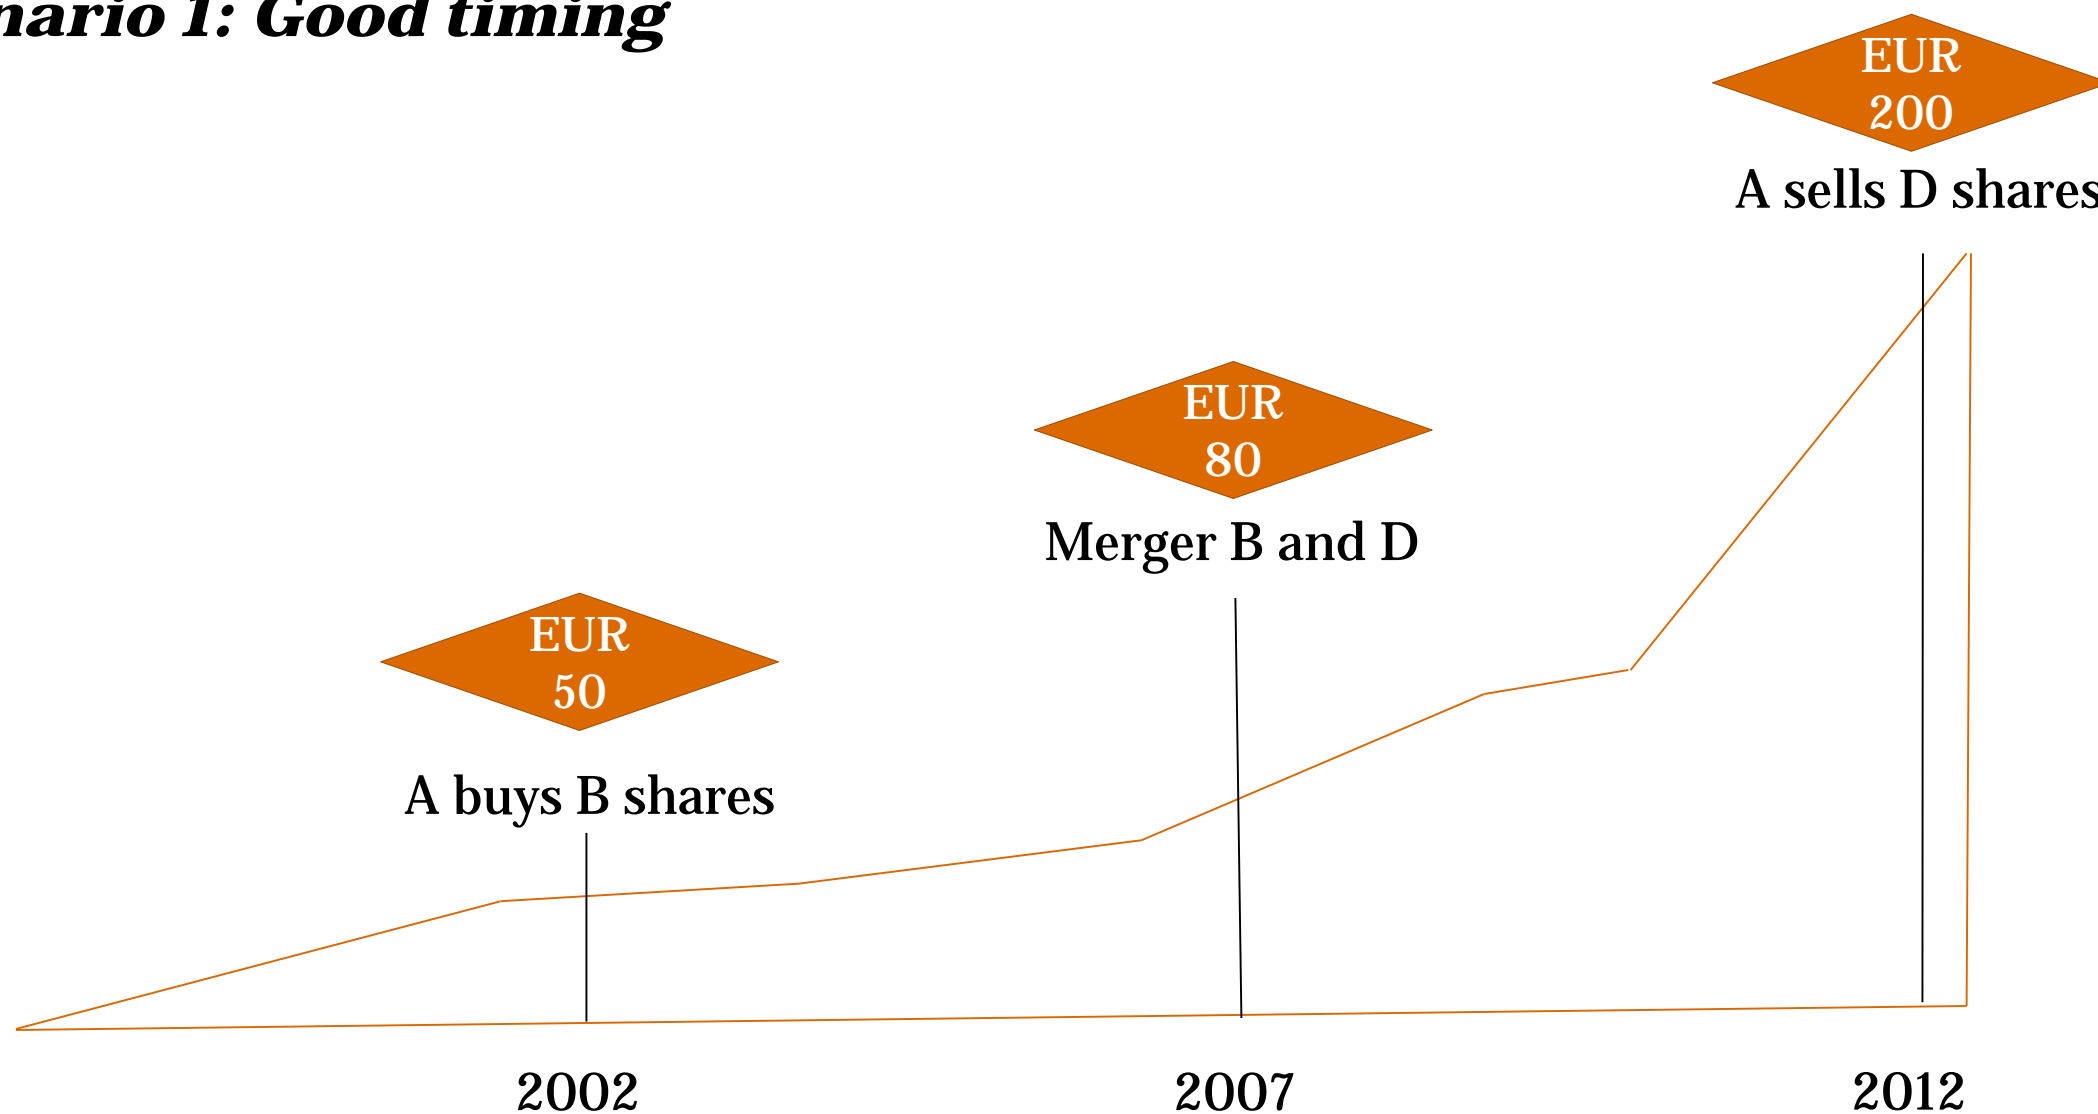 nario 1: Good timing
EUR
200
A sells D shares
EUR
80
Merger B and D
EUR
50
A buys B shares
2002
2007
2012